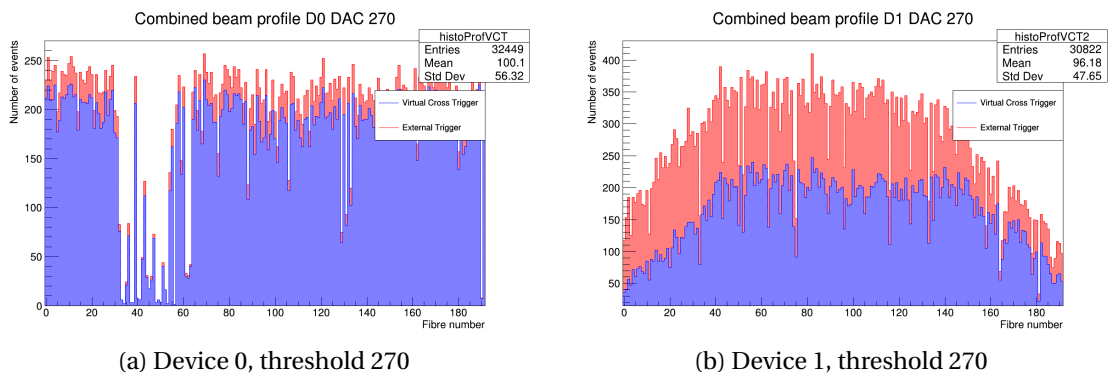 Combined beam profile D0 DAC 270
histoProfVCT
Entries 32449
Mean 100.1
Std Dev 56.32
Virtual Cross Trigger
External Trigger
Number of events
250
200
150
100
50
0
0 20 40 60 80 100 120 140 160 180
Fibre number
(a) Device 0, threshold 270
Combined beam profile D1 DAC 270
histoProfVCT2
Entries 30822
Mean 96.18
Std Dev 47.65
Virtual Cross Trigger
External Trigger
Number of events
400
350
300
250
200
150
100
50
0 20 40 60 80 100 120 140 160 180
Fibre number
(b) Device 1, threshold 270